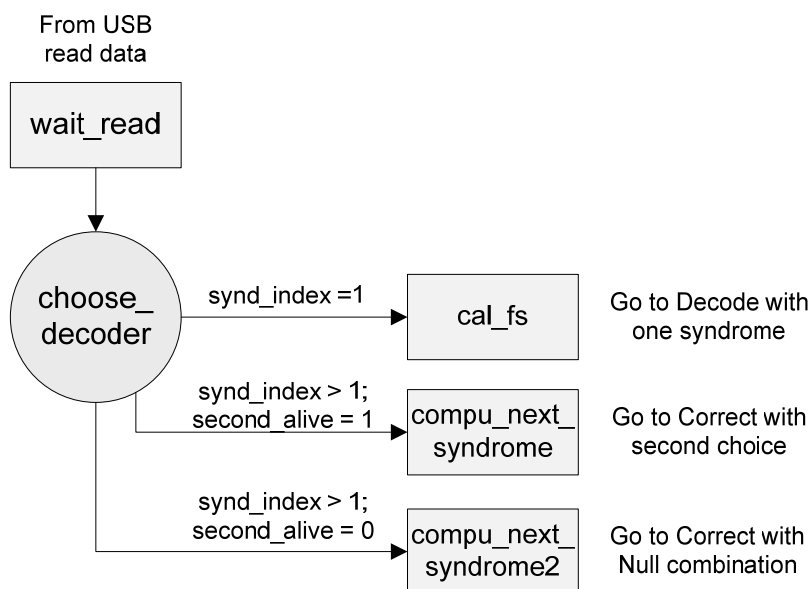 From USB
read data
wait_read
choose_
decoder
synd_index =1
cal_fs
Go to Decode with
one syndrome
synd_index > 1;
second_alive = 1
compu_next_
syndrome
Go to Correct with
second choice
synd_index > 1;
second_alive = 0
compu_next_
syndrome2
Go to Correct with
Null combination